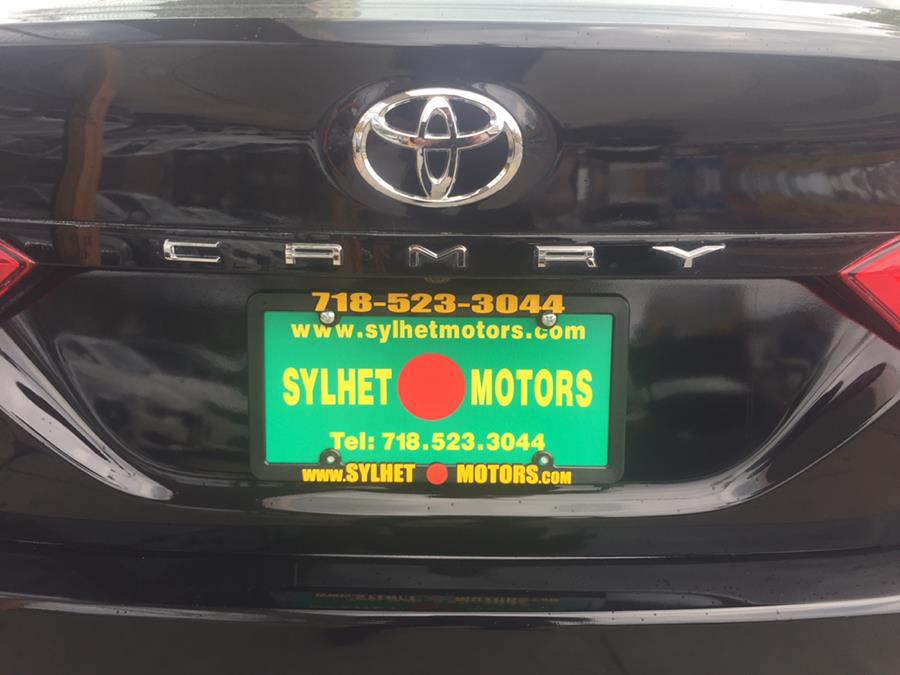 CAMRY
718-523-3044
www.sylhetmotors.com
SYLHET MOTORS
Tel: 718.523.3044
www.SYLHET MOTORS.com